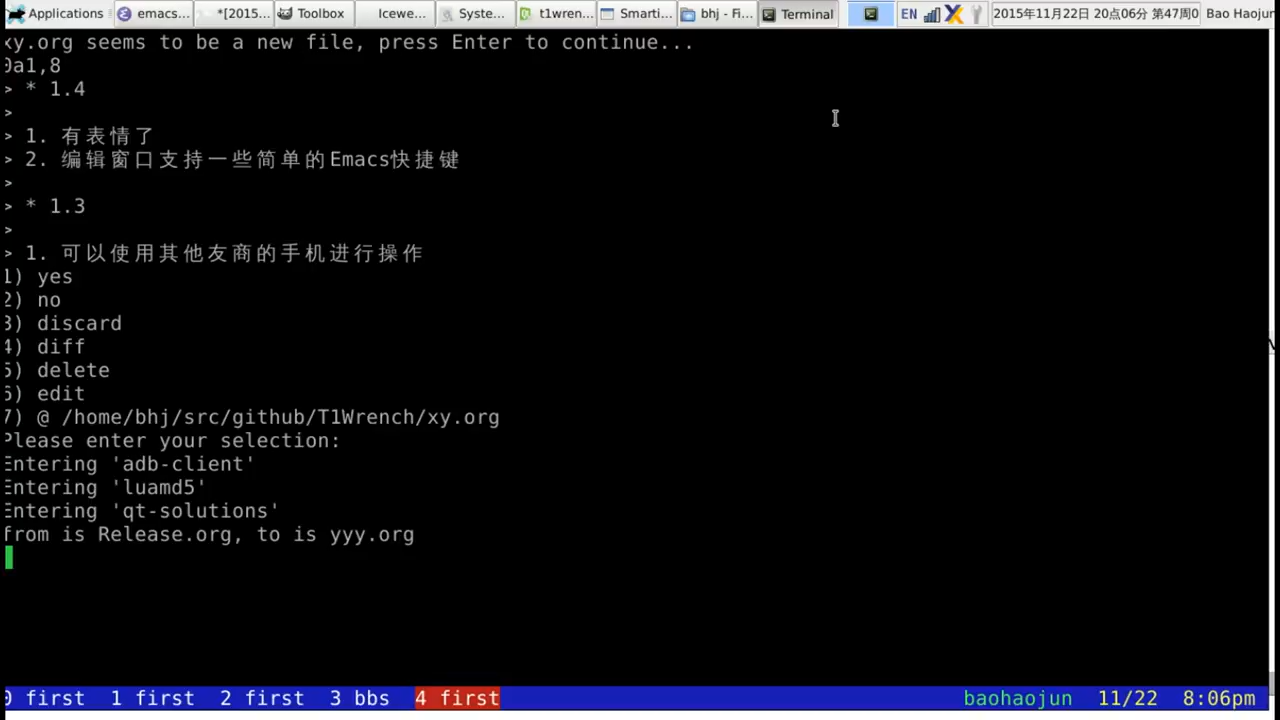 Applications emacs... *[2015... Toolbox Icewe... Syste... t1wren... Smarti... bhj - Fi... Terminal EN 2015年11月22日 20点06分 第47周0 Bao Haojun
xy.org seems to be a new file, press Enter to continue...
0a1,8
> * 1.4
>
> 1. 有表情了
> 2. 编辑窗口支持一些简单的Emacs快捷键
>
> * 1.3
>
> 1. 可以使用其他友商的手机进行操作
1) yes
2) no
3) discard
4) diff
5) delete
6) edit
7) @ /home/bhj/src/github/T1Wrench/xy.org
Please enter your selection:
Entering 'adb-client'
Entering 'luamd5'
Entering 'qt-solutions'
from is Release.org, to is yyy.org
0 first 1 first 2 first 3 bbs 4 first baohaojun 11/22 8:06pm